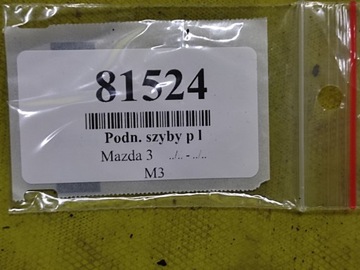 81524
Podn. szyby p l
Mazda 3 ../.. - ../..
M3